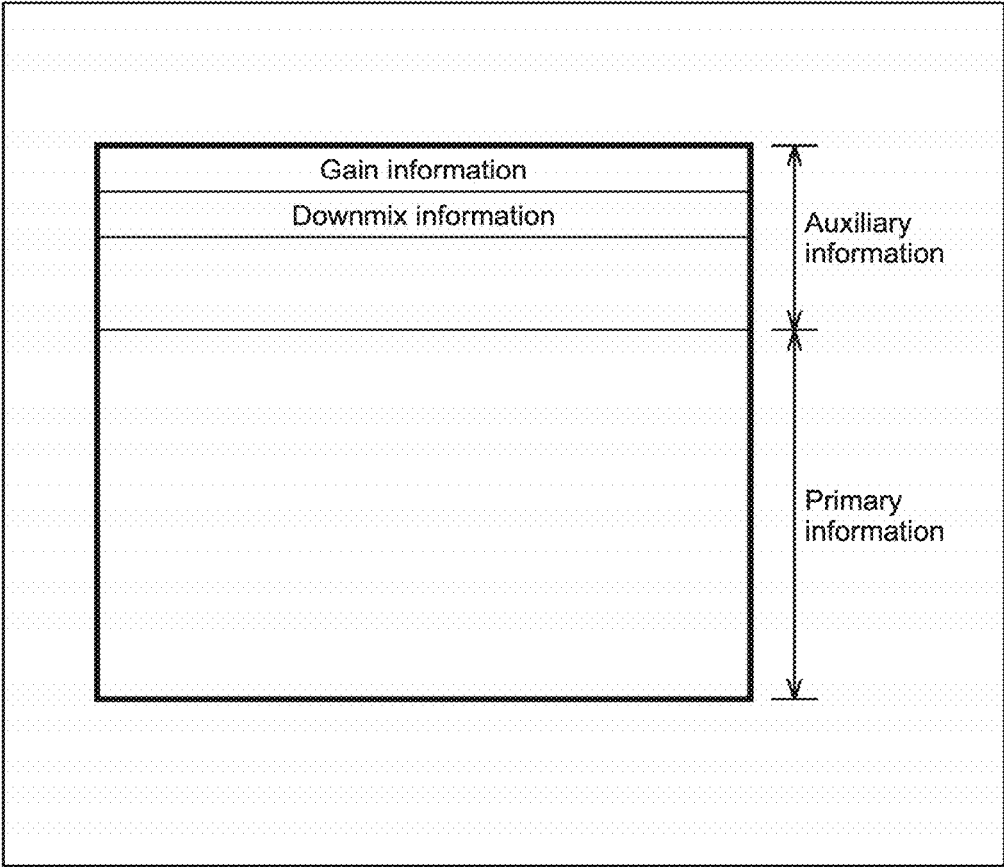 Gain information
Downmix information
Auxiliary
information
Primary
information